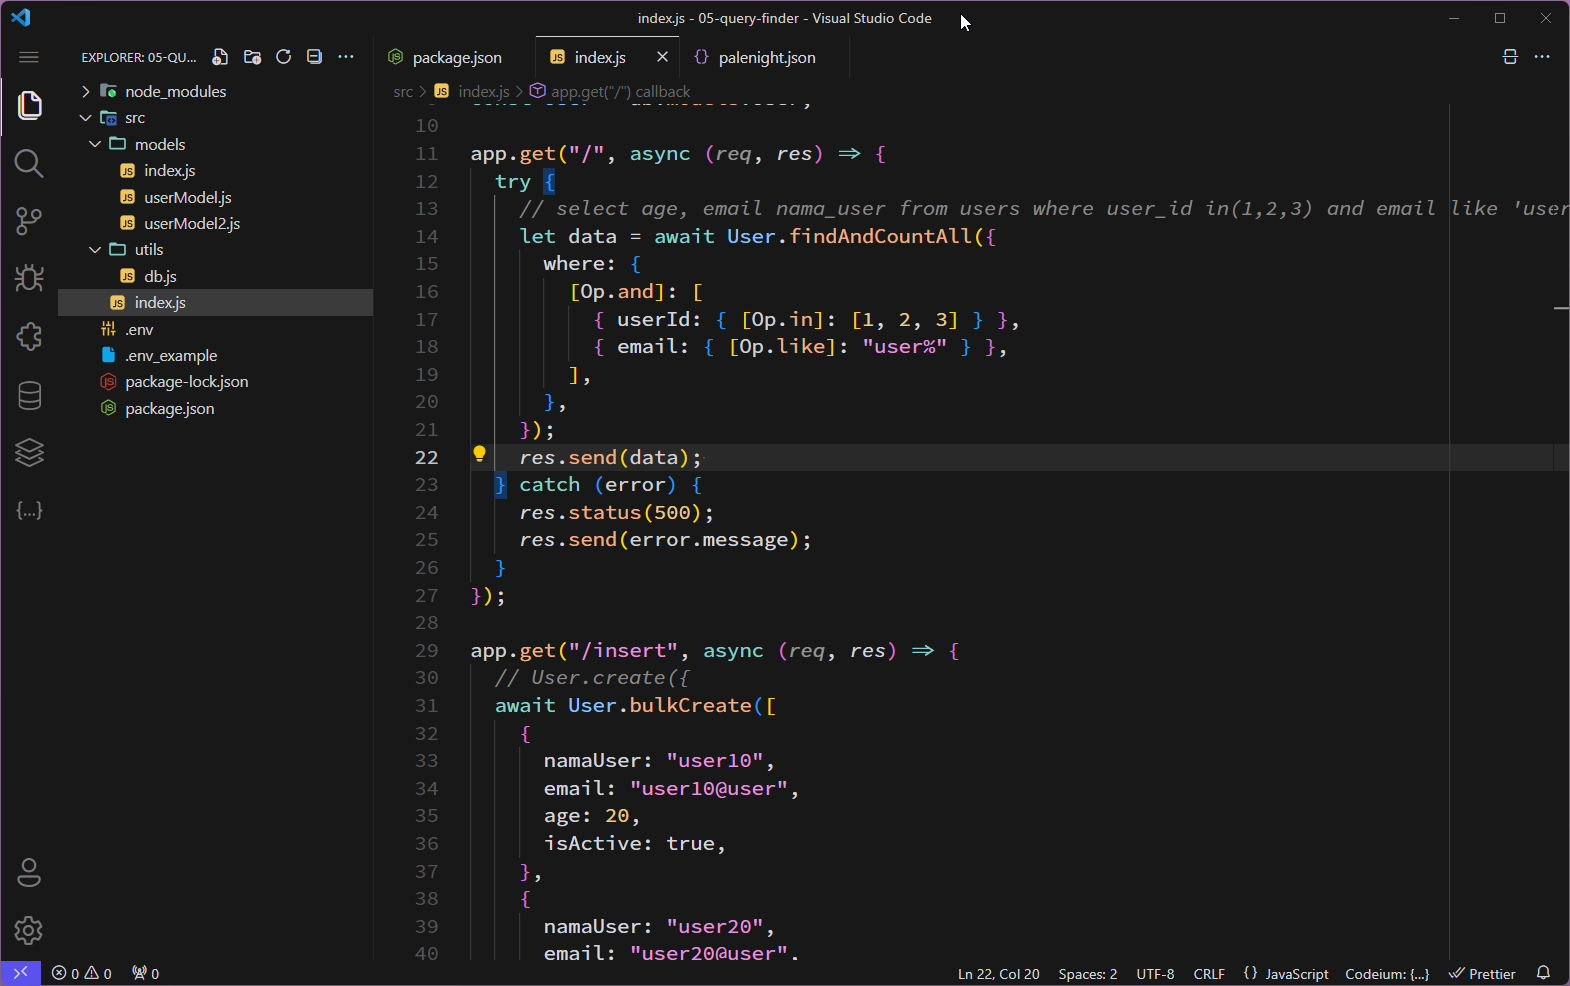 index.js - 05-query-finder - Visual Studio Code
EXPLORER: 05-QU...
package.json
index.js
palenight.json
src > index.js > app.get("/") callback
node_modules
src
models
index.js
userModel.js
userModel2.js
utils
db.js
index.js
.env
.env_example
package-lock.json
package.json
10
11 app.get("/", async (req, res) => {
12 try {
13 // select age, email nama_user from users where user_id in(1,2,3) and email like 'user
14 let data = await User.findAndCountAll({
15 where: {
16 [Op.and]: [
17 { userId: { [Op.in]: [1, 2, 3] } },
18 { email: { [Op.like]: "user%" } },
19 ],
20 },
21 });
22 res.send(data);
23 } catch (error) {
24 res.status(500);
25 res.send(error.message);
26 }
27 });
28
29 app.get("/insert", async (req, res) => {
30 // User.create({
31 await User.bulkCreate([
32 {
33 namaUser: "user10",
34 email: "user10@user",
35 age: 20,
36 isActive: true,
37 },
38 {
39 namaUser: "user20",
40 email: "user20@user",
0 0 0
Ln 22, Col 20 Spaces: 2 UTF-8 CRLF {} JavaScript Codeium: {...} Prettier